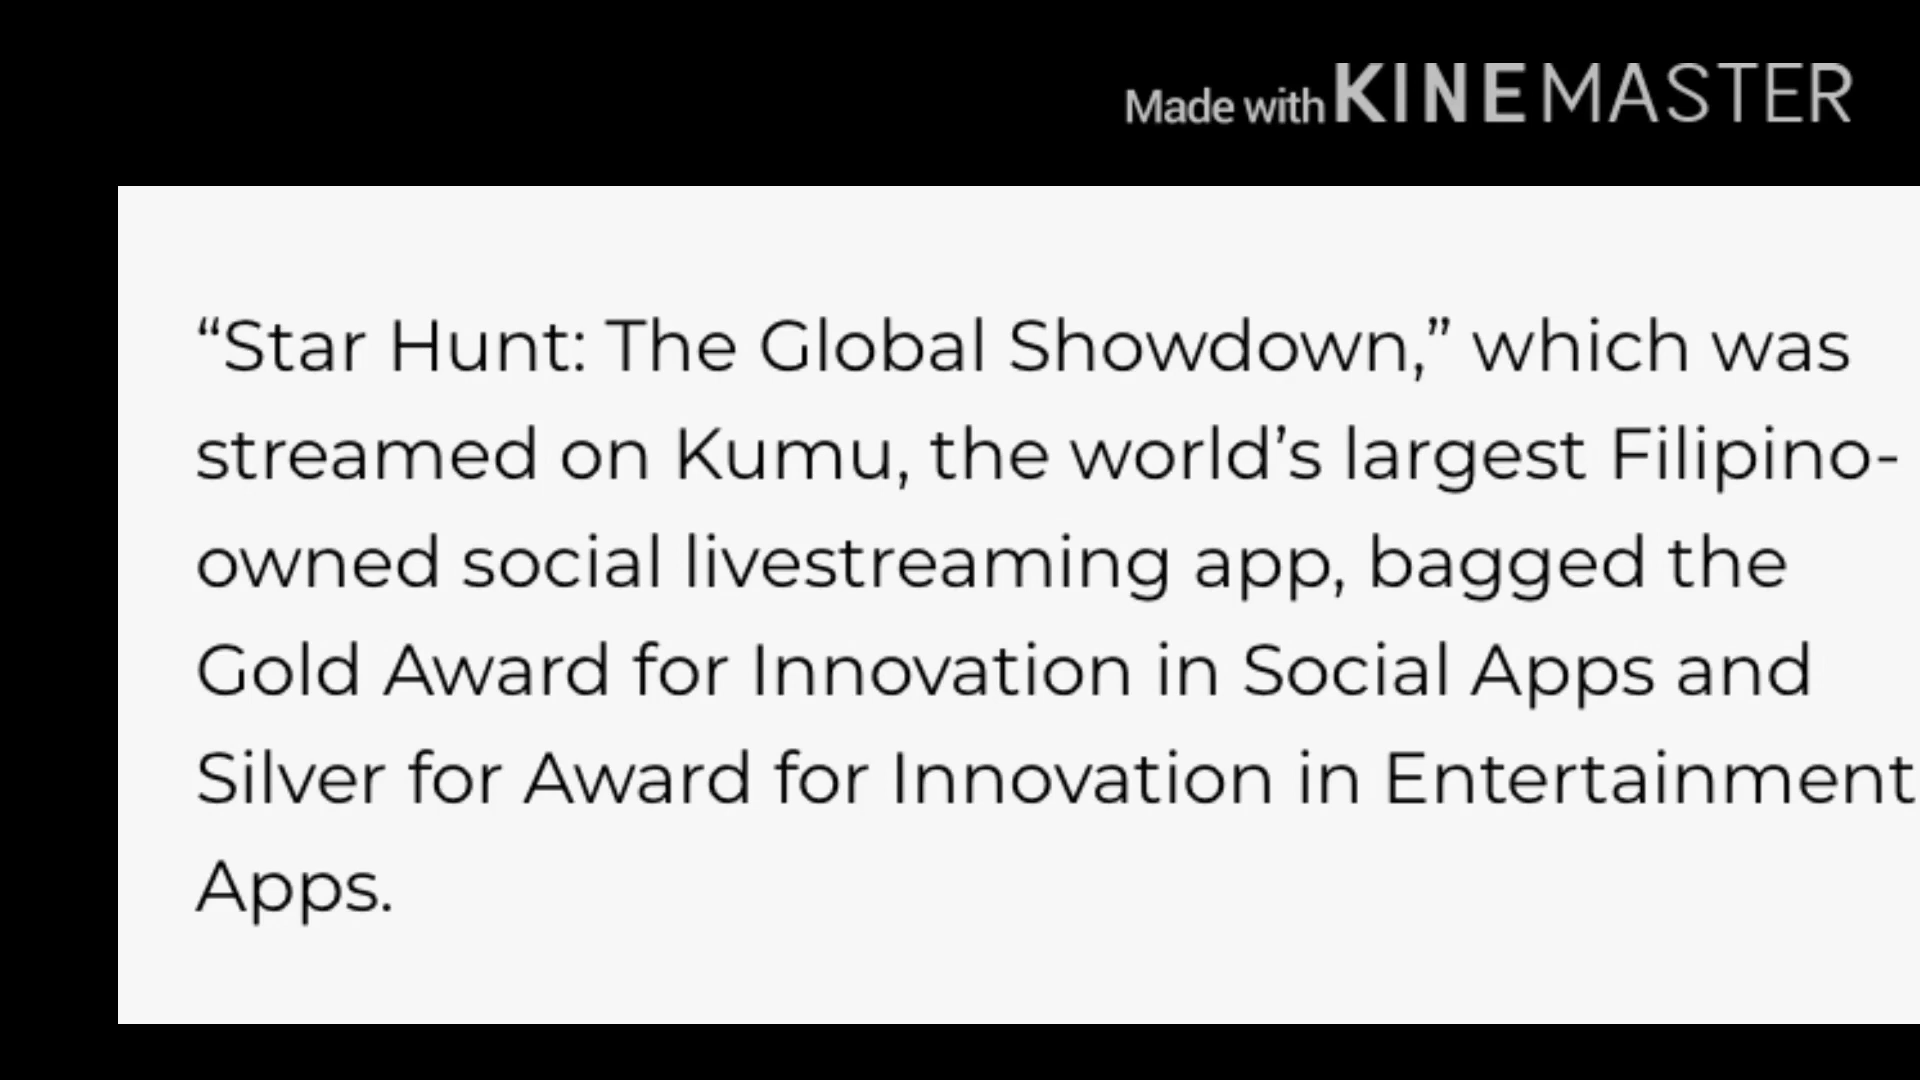 Made with KINEMASTER
“Star Hunt: The Global Showdown,” which was
streamed on Kumu, the world’s largest Filipino-
owned social livestreaming app, bagged the
Gold Award for Innovation in Social Apps and
Silver for Award for Innovation in Entertainment
Apps.